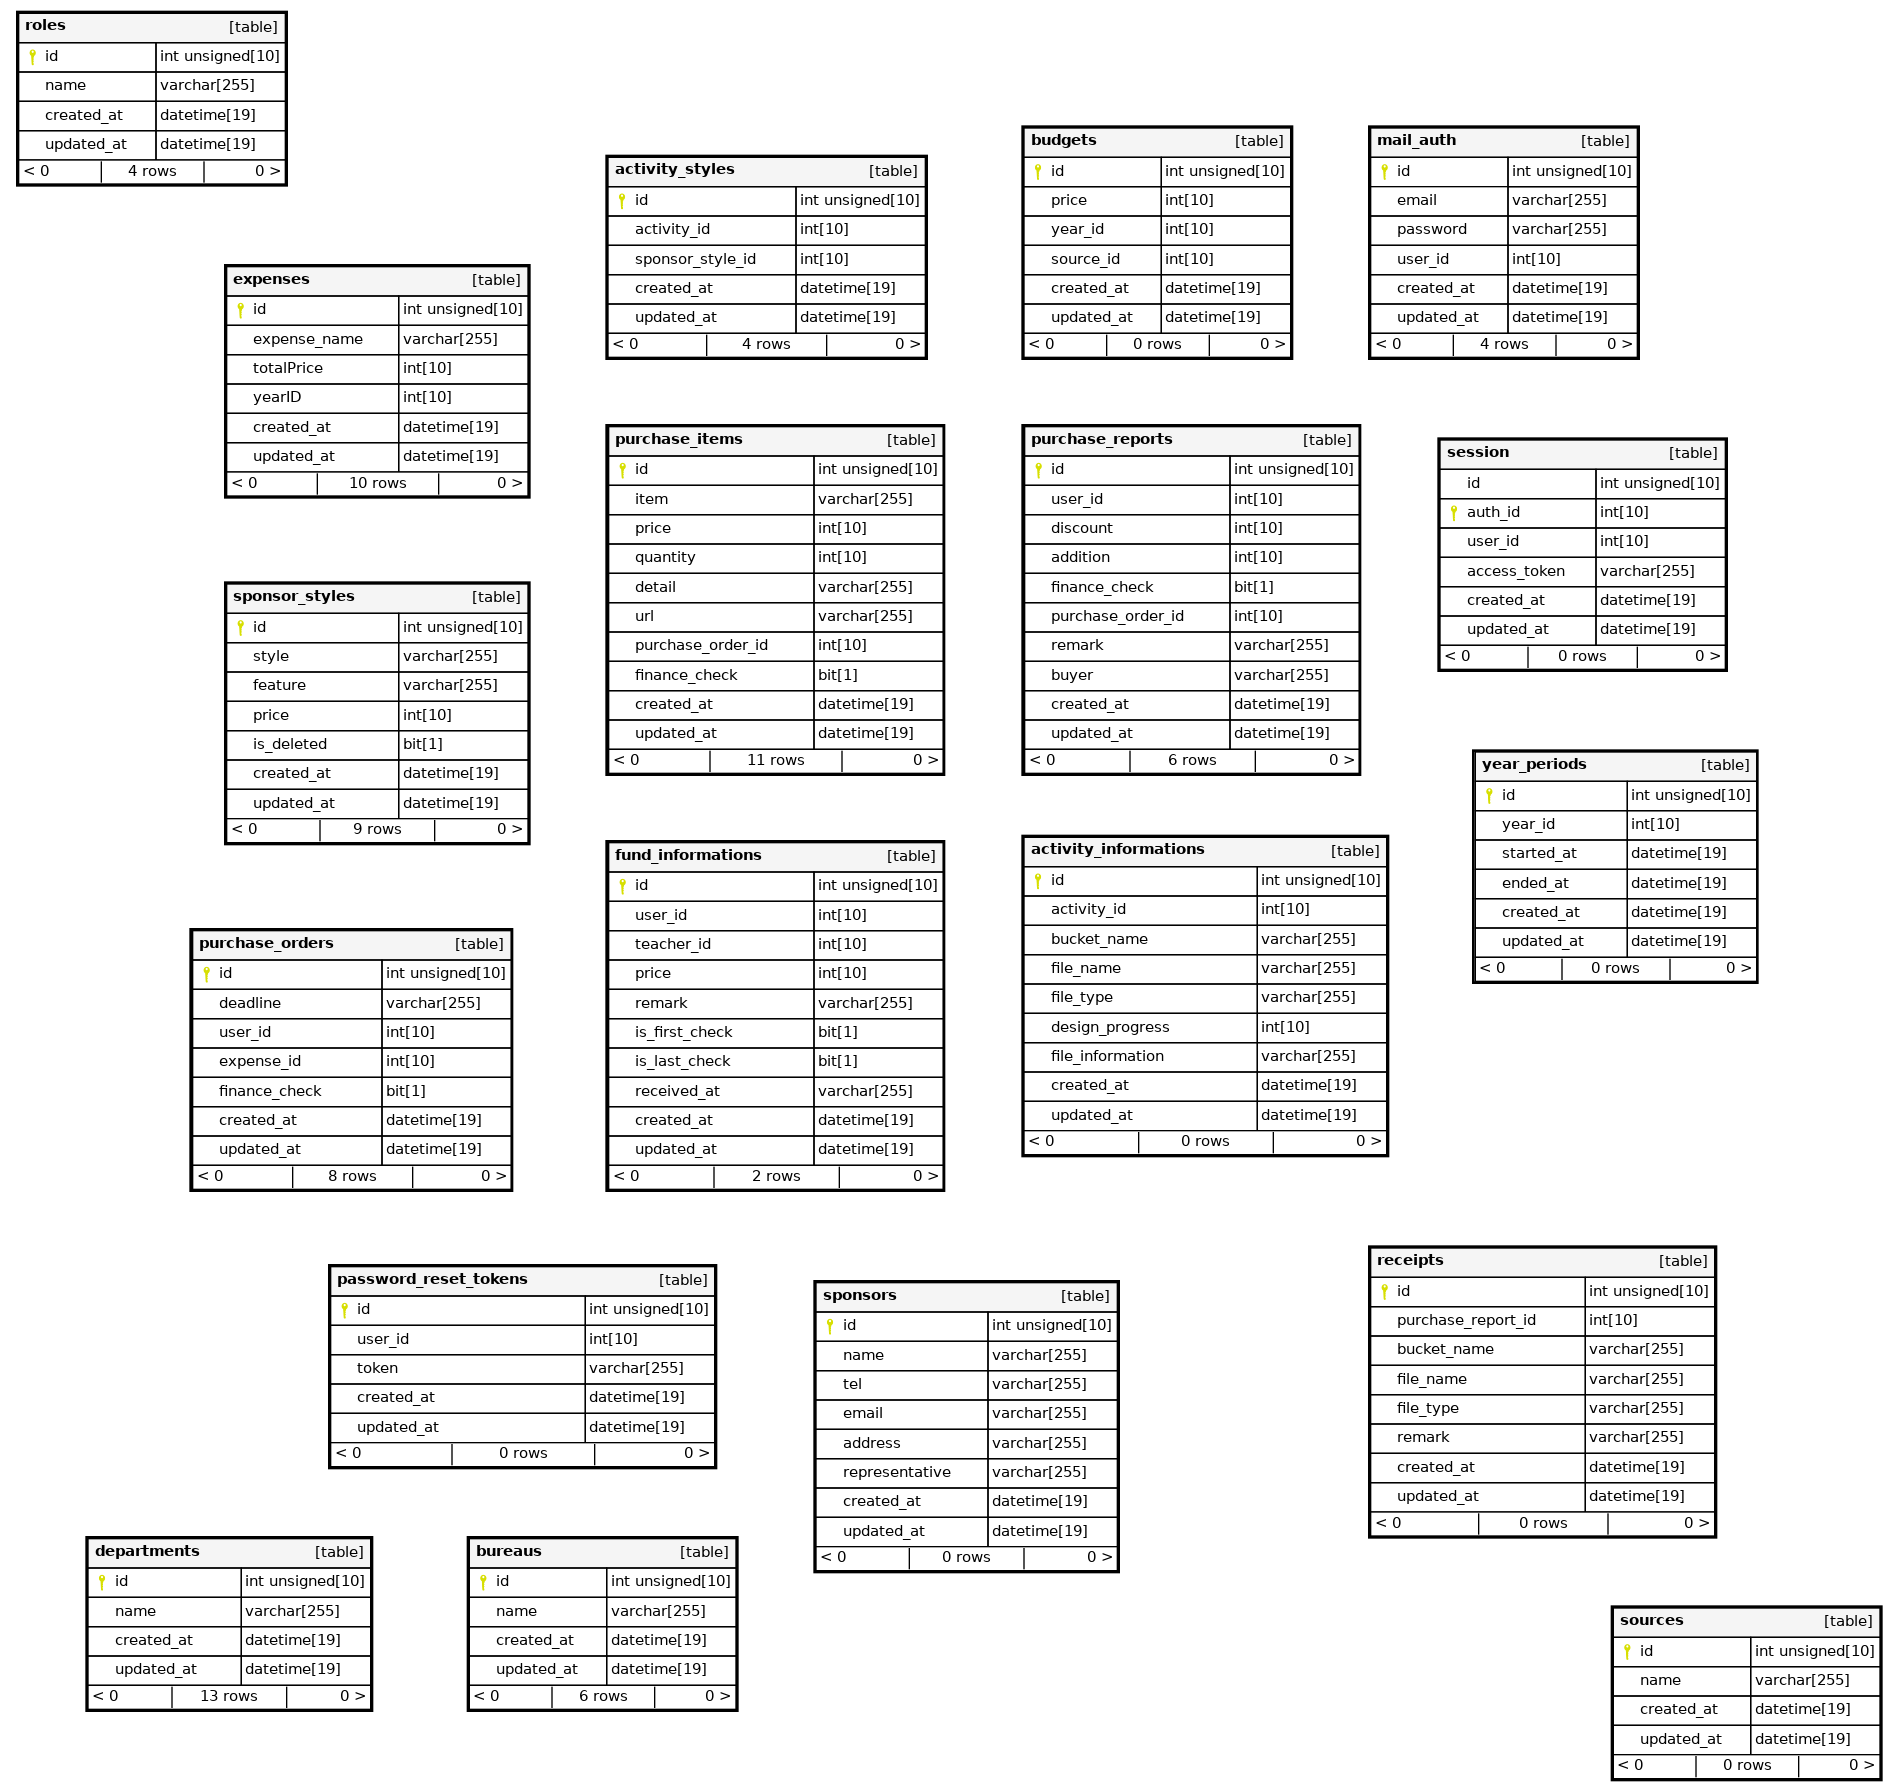 roles [table]
id int unsigned[10]
name varchar[255]
created_at datetime[19]
updated_at datetime[19]
< 0 4 rows 0 >
activity_styles [table]
id int unsigned[10]
activity_id int[10]
sponsor_style_id int[10]
created_at datetime[19]
updated_at datetime[19]
< 0 4 rows 0 >
budgets [table]
id int unsigned[10]
price int[10]
year_id int[10]
source_id int[10]
created_at datetime[19]
updated_at datetime[19]
< 0 0 rows 0 >
mail_auth [table]
id int unsigned[10]
email varchar[255]
password varchar[255]
user_id int[10]
created_at datetime[19]
updated_at datetime[19]
< 0 4 rows 0 >
expenses [table]
id int unsigned[10]
expense_name varchar[255]
totalPrice int[10]
yearID int[10]
created_at datetime[19]
updated_at datetime[19]
< 0 10 rows 0 >
purchase_items [table]
id int unsigned[10]
item varchar[255]
price int[10]
quantity int[10]
detail varchar[255]
url varchar[255]
purchase_order_id int[10]
finance_check bit[1]
created_at datetime[19]
updated_at datetime[19]
< 0 11 rows 0 >
purchase_reports [table]
id int unsigned[10]
user_id int[10]
discount int[10]
addition int[10]
finance_check bit[1]
purchase_order_id int[10]
remark varchar[255]
buyer varchar[255]
created_at datetime[19]
updated_at datetime[19]
< 0 6 rows 0 >
session [table]
id int unsigned[10]
auth_id int[10]
user_id int[10]
access_token varchar[255]
created_at datetime[19]
updated_at datetime[19]
< 0 0 rows 0 >
sponsor_styles [table]
id int unsigned[10]
style varchar[255]
feature varchar[255]
price int[10]
is_deleted bit[1]
created_at datetime[19]
updated_at datetime[19]
< 0 9 rows 0 >
year_periods [table]
id int unsigned[10]
year_id int[10]
started_at datetime[19]
ended_at datetime[19]
created_at datetime[19]
updated_at datetime[19]
< 0 0 rows 0 >
fund_informations [table]
id int unsigned[10]
user_id int[10]
teacher_id int[10]
price int[10]
remark varchar[255]
is_first_check bit[1]
is_last_check bit[1]
received_at varchar[255]
created_at datetime[19]
updated_at datetime[19]
< 0 2 rows 0 >
activity_informations [table]
id int unsigned[10]
activity_id int[10]
bucket_name varchar[255]
file_name varchar[255]
file_type varchar[255]
design_progress int[10]
file_information varchar[255]
created_at datetime[19]
updated_at datetime[19]
< 0 0 rows 0 >
purchase_orders [table]
id int unsigned[10]
deadline varchar[255]
user_id int[10]
expense_id int[10]
finance_check bit[1]
created_at datetime[19]
updated_at datetime[19]
< 0 8 rows 0 >
password_reset_tokens [table]
id int unsigned[10]
user_id int[10]
token varchar[255]
created_at datetime[19]
updated_at datetime[19]
< 0 0 rows 0 >
sponsors [table]
id int unsigned[10]
name varchar[255]
tel varchar[255]
email varchar[255]
address varchar[255]
representative varchar[255]
created_at datetime[19]
updated_at datetime[19]
< 0 0 rows 0 >
receipts [table]
id int unsigned[10]
purchase_report_id int[10]
bucket_name varchar[255]
file_name varchar[255]
file_type varchar[255]
remark varchar[255]
created_at datetime[19]
updated_at datetime[19]
< 0 0 rows 0 >
departments [table]
id int unsigned[10]
name varchar[255]
created_at datetime[19]
updated_at datetime[19]
< 0 13 rows 0 >
bureaus [table]
id int unsigned[10]
name varchar[255]
created_at datetime[19]
updated_at datetime[19]
< 0 6 rows 0 >
sources [table]
id int unsigned[10]
name varchar[255]
created_at datetime[19]
updated_at datetime[19]
< 0 0 rows 0 >